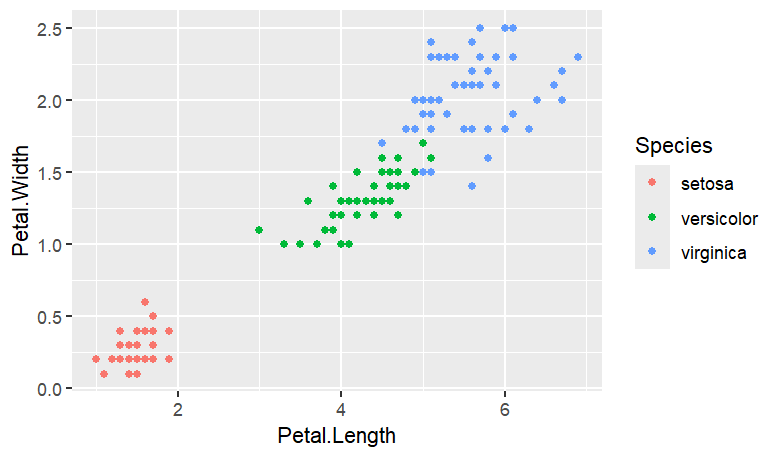 2.5
2.0
1.5
1.0
0.5
0.0
Petal.Width
2 4 6
Petal.Length
Species
setosa
versicolor
virginica